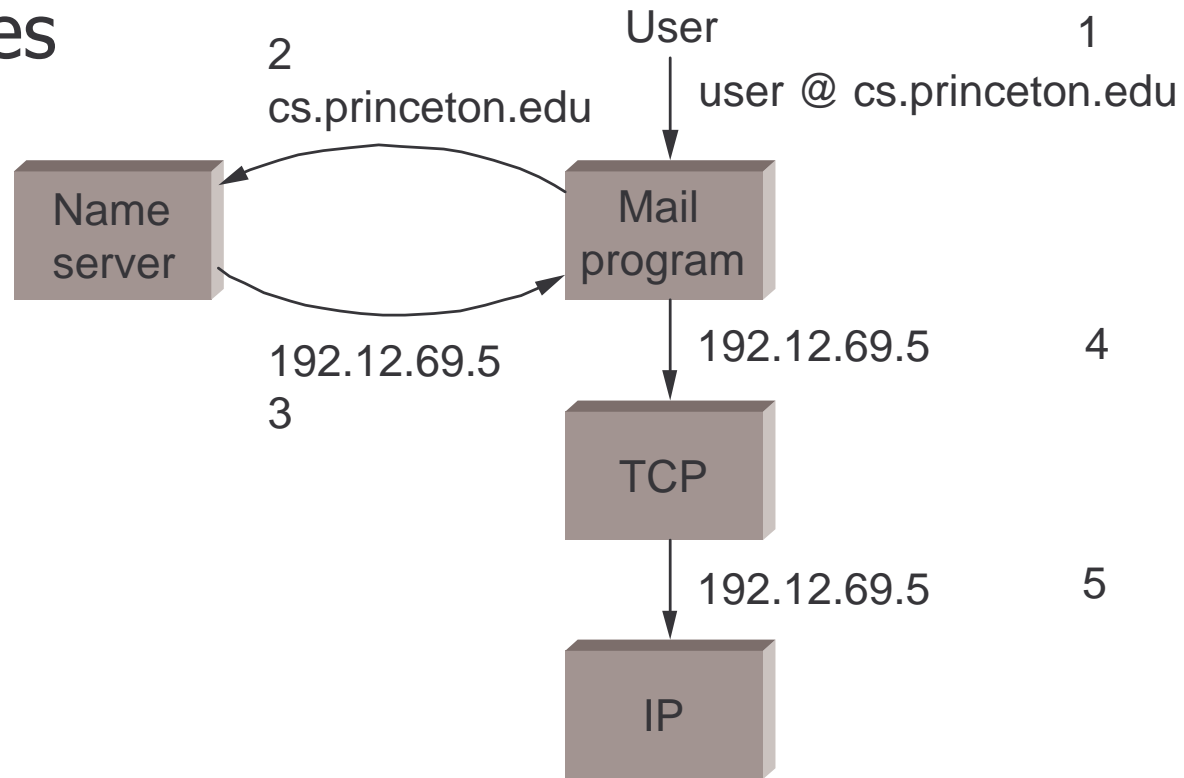 es
User
1
2
user @ cs.princeton.edu
cs.princeton.edu
Name
server
Mail
program
192.12.69.5
3
192.12.69.5
4
TCP
192.12.69.5
5
IP